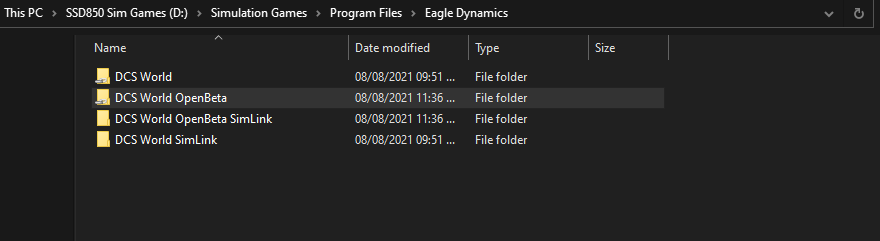 This PC > SSD850 Sim Games (D:) > Simulation Games > Program Files > Eagle Dynamics
Name Date modified Type Size
DCS World 08/08/2021 09:51 ... File folder
DCS World OpenBeta 08/08/2021 11:36 ... File folder
DCS World OpenBeta SimLink 08/08/2021 11:36 ... File folder
DCS World SimLink 08/08/2021 09:51 ... File folder